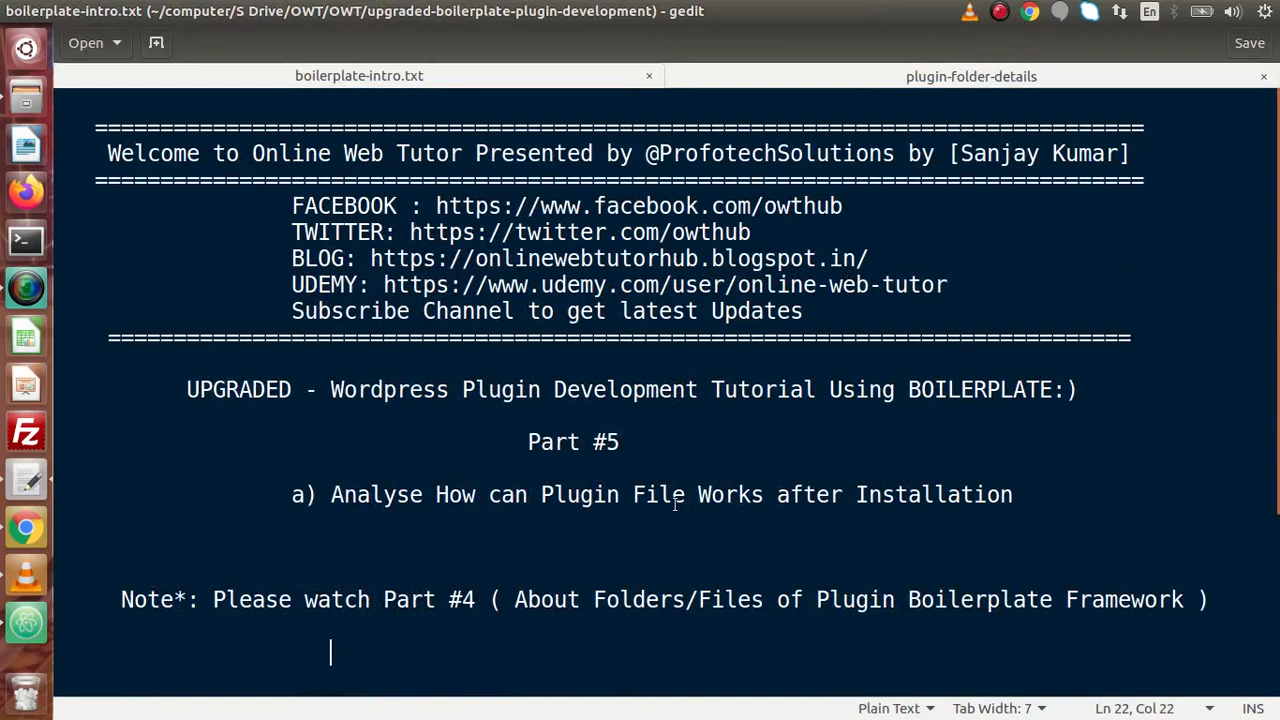 boilerplate-intro.txt (~/computer/S Drive/OWT/OWT/upgraded-boilerplate-plugin-development) - gedit
En
Open
Save
boilerplate-intro.txt ×
plugin-folder-details ×
================================================================================
Welcome to Online Web Tutor Presented by @ProfotechSolutions by [Sanjay Kumar]
================================================================================
FACEBOOK : https://www.facebook.com/owthub
TWITTER: https://twitter.com/owthub
BLOG: https://onlinewebtutorhub.blogspot.in/
UDEMY: https://www.udemy.com/user/online-web-tutor
Subscribe Channel to get latest Updates
==============================================================================
UPGRADED - Wordpress Plugin Development Tutorial Using BOILERPLATE:)
Part #5
a) Analyse How can Plugin File Works after Installation
Note*: Please watch Part #4 ( About Folders/Files of Plugin Boilerplate Framework )
Plain Text Tab Width: 7 Ln 22, Col 22 INS